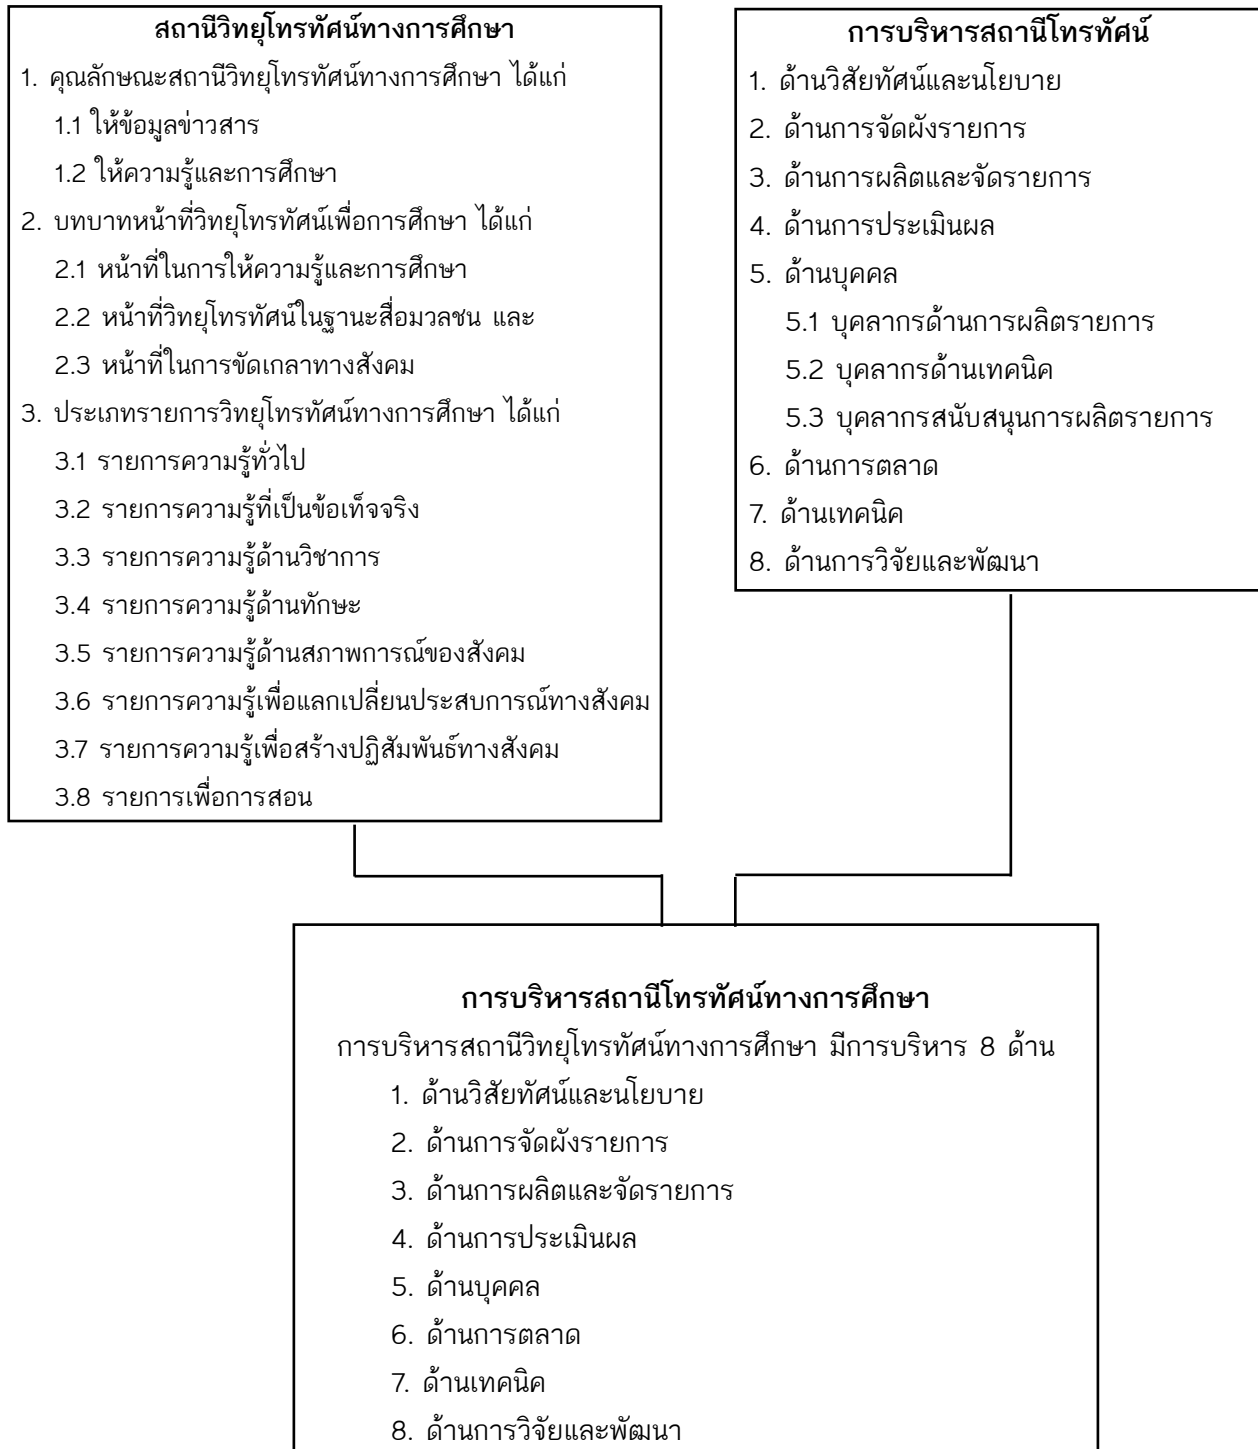 สถานีวิทยุโทรทัศน์ทางการศึกษา
1. คุณลักษณะสถานีวิทยุโทรทัศน์ทางการศึกษา ได้แก่
1.1 ให้ข้อมูลข่าวสาร
1.2 ให้ความรู้และการศึกษา
2. บทบาทหน้าที่วิทยุโทรทัศน์เพื่อการศึกษา ได้แก่
2.1 หน้าที่ในการให้ความรู้และการศึกษา
2.2 หน้าที่วิทยุโทรทัศน์ในฐานะสื่อมวลชน และ
2.3 หน้าที่ในการขัดเกลาทางสังคม
3. ประเภทรายการวิทยุโทรทัศน์ทางการศึกษา ได้แก่
3.1 รายการความรู้ทั่วไป
3.2 รายการความรู้ที่เป็นข้อเท็จจริง
3.3 รายการความรู้ด้านวิชาการ
3.4 รายการความรู้ด้านทักษะ
3.5 รายการความรู้ด้านสภาพการณ์ของสังคม
3.6 รายการความรู้เพื่อแลกเปลี่ยนประสบการณ์ทางสังคม
3.7 รายการความรู้เพื่อสร้างปฏิสัมพันธ์ทางสังคม
3.8 รายการเพื่อการสอน
การบริหารสถานีโทรทัศน์
1. ด้านวิสัยทัศน์และนโยบาย
2. ด้านการจัดผังรายการ
3. ด้านการผลิตและจัดรายการ
4. ด้านการประเมินผล
5. ด้านบุคคล
5.1 บุคลากรด้านการผลิตรายการ
5.2 บุคลากรด้านเทคนิค
5.3 บุคลากรสนับสนุนการผลิตรายการ
6. ด้านการตลาด
7. ด้านเทคนิค
8. ด้านการวิจัยและพัฒนา
การบริหารสถานีโทรทัศน์ทางการศึกษา
การบริหารสถานีวิทยุโทรทัศน์ทางการศึกษา มีการบริหาร 8 ด้าน
1. ด้านวิสัยทัศน์และนโยบาย
2. ด้านการจัดผังรายการ
3. ด้านการผลิตและจัดรายการ
4. ด้านการประเมินผล
5. ด้านบุคคล
6. ด้านการตลาด
7. ด้านเทคนิค
8. ด้านการวิจัยและพัฒนา